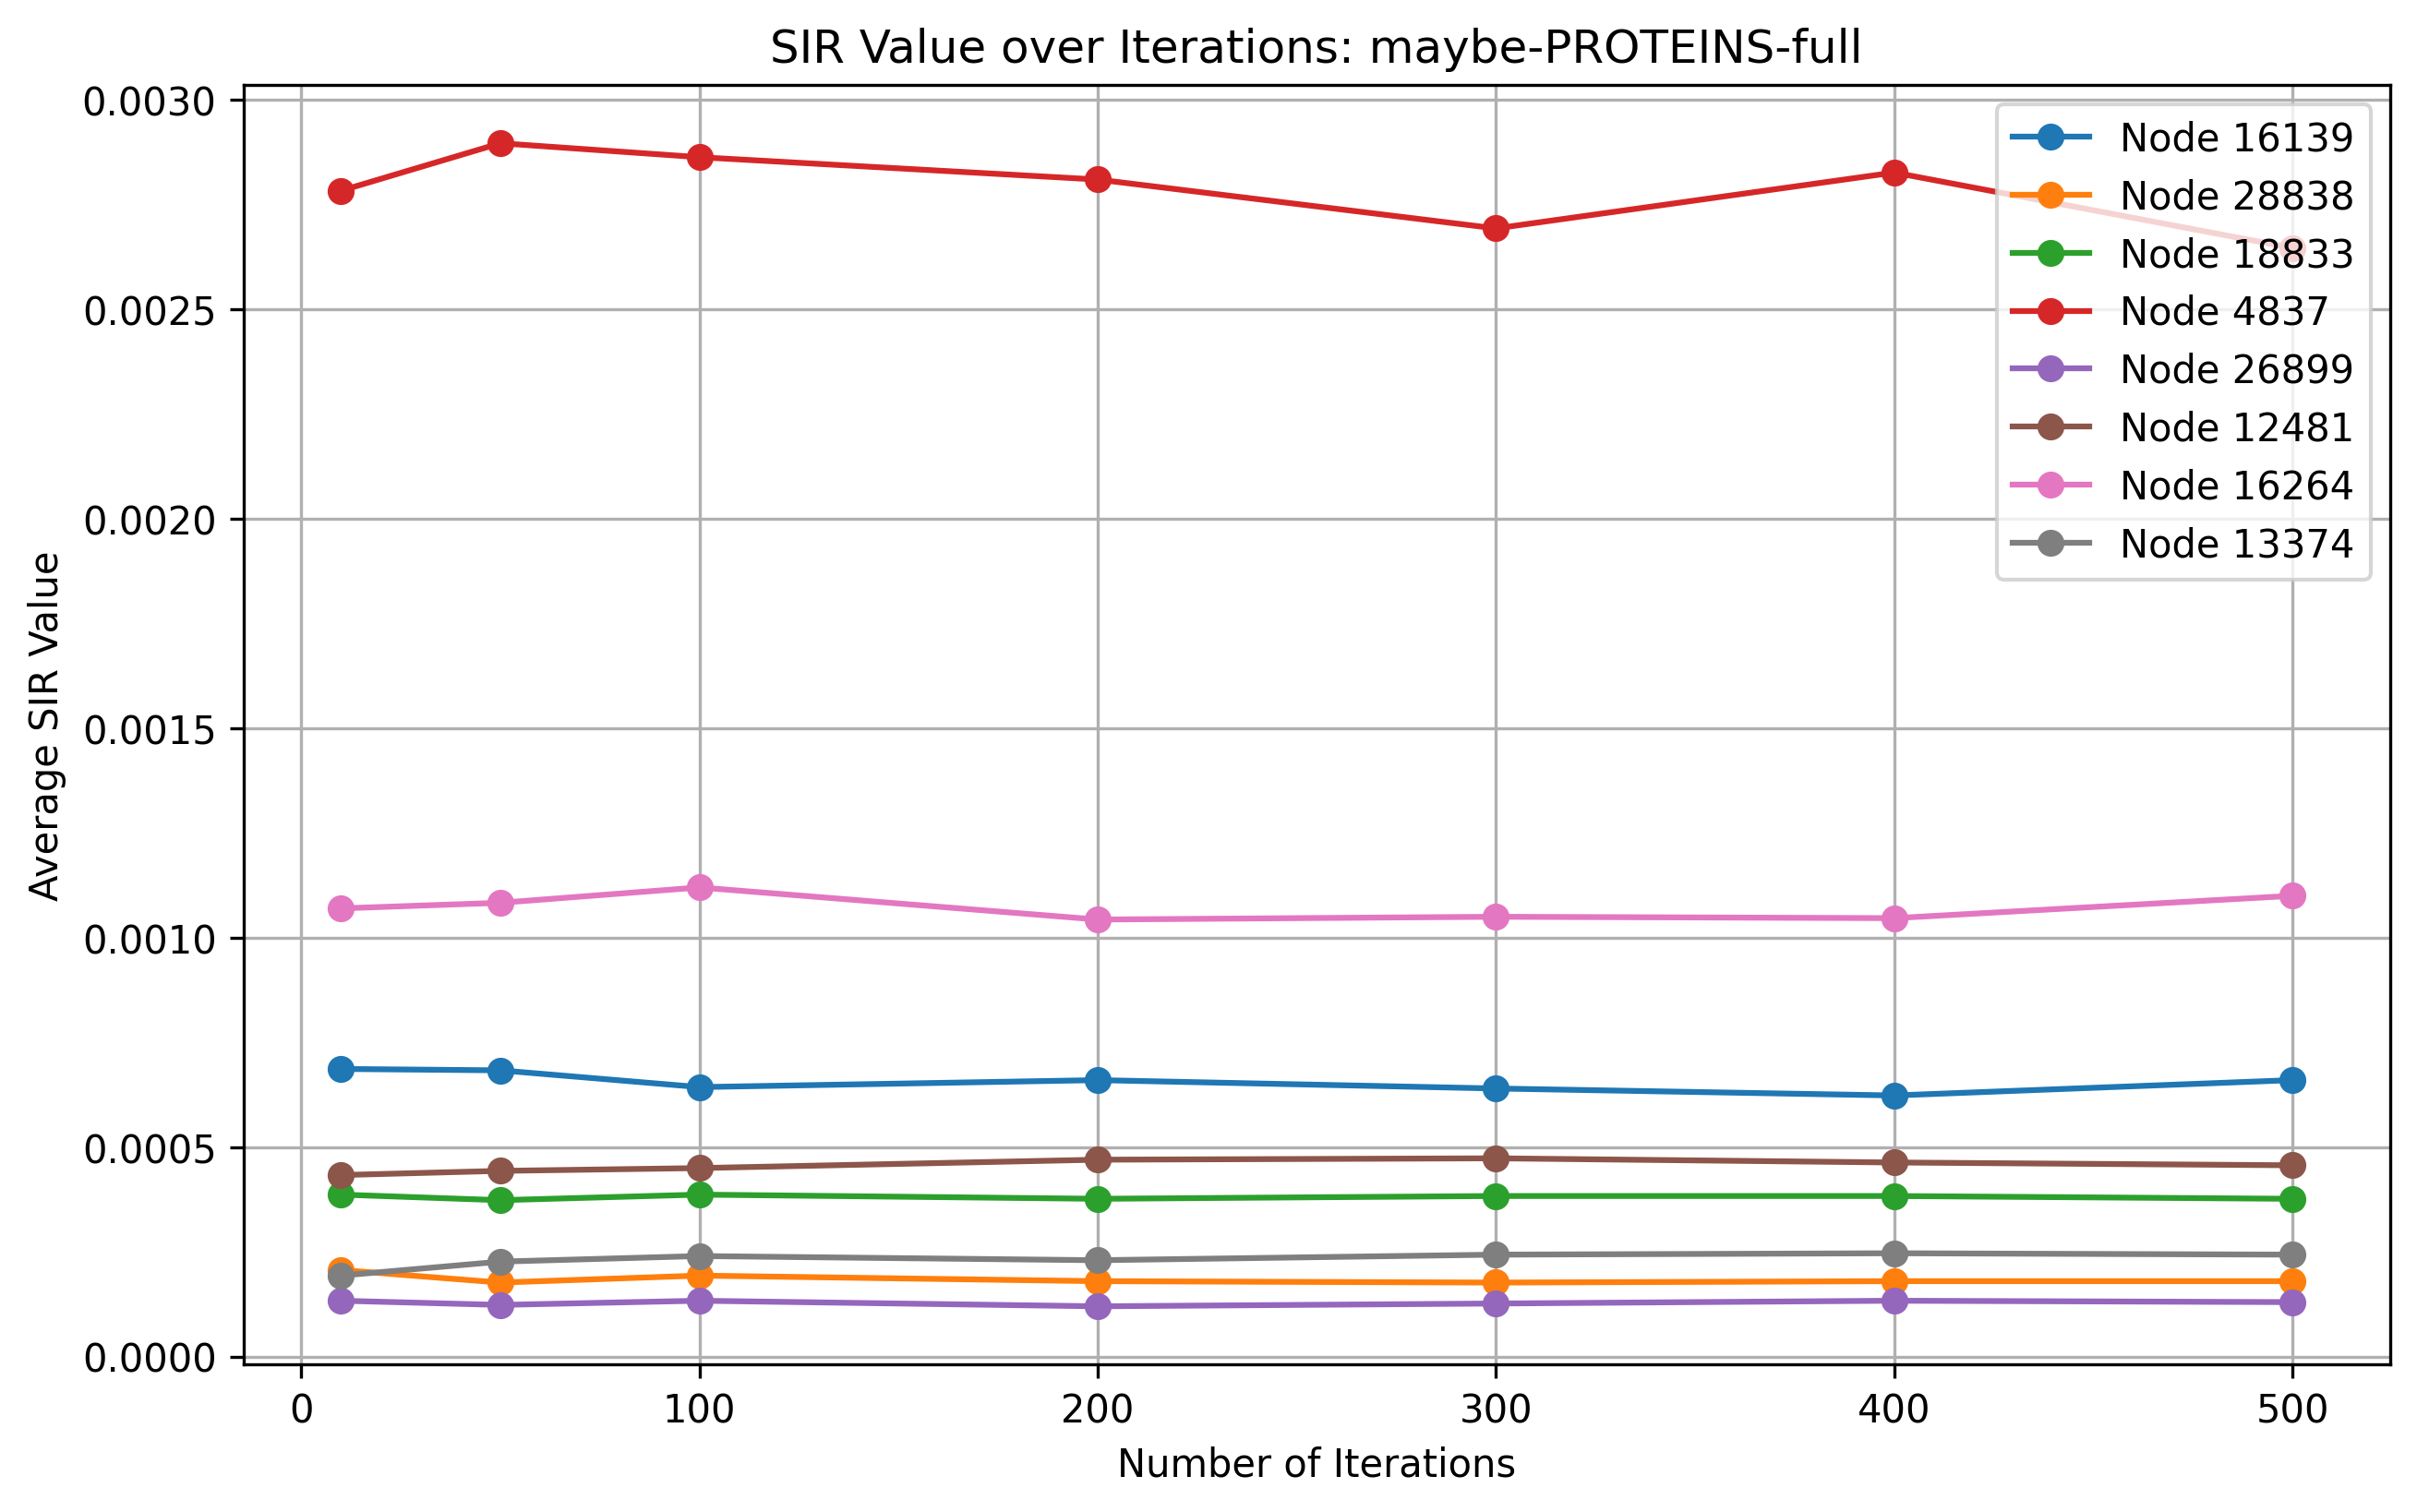 SIR Value over Iterations: maybe-PROTEINS-full
0.0030
0.0025
0.0020
0.0015
0.0010
0.0005
0.0000
Average SIR Value
Node 16139
Node 28838
Node 18833
Node 4837
Node 26899
Node 12481
Node 16264
Node 13374
0 100 200 300 400 500
Number of Iterations